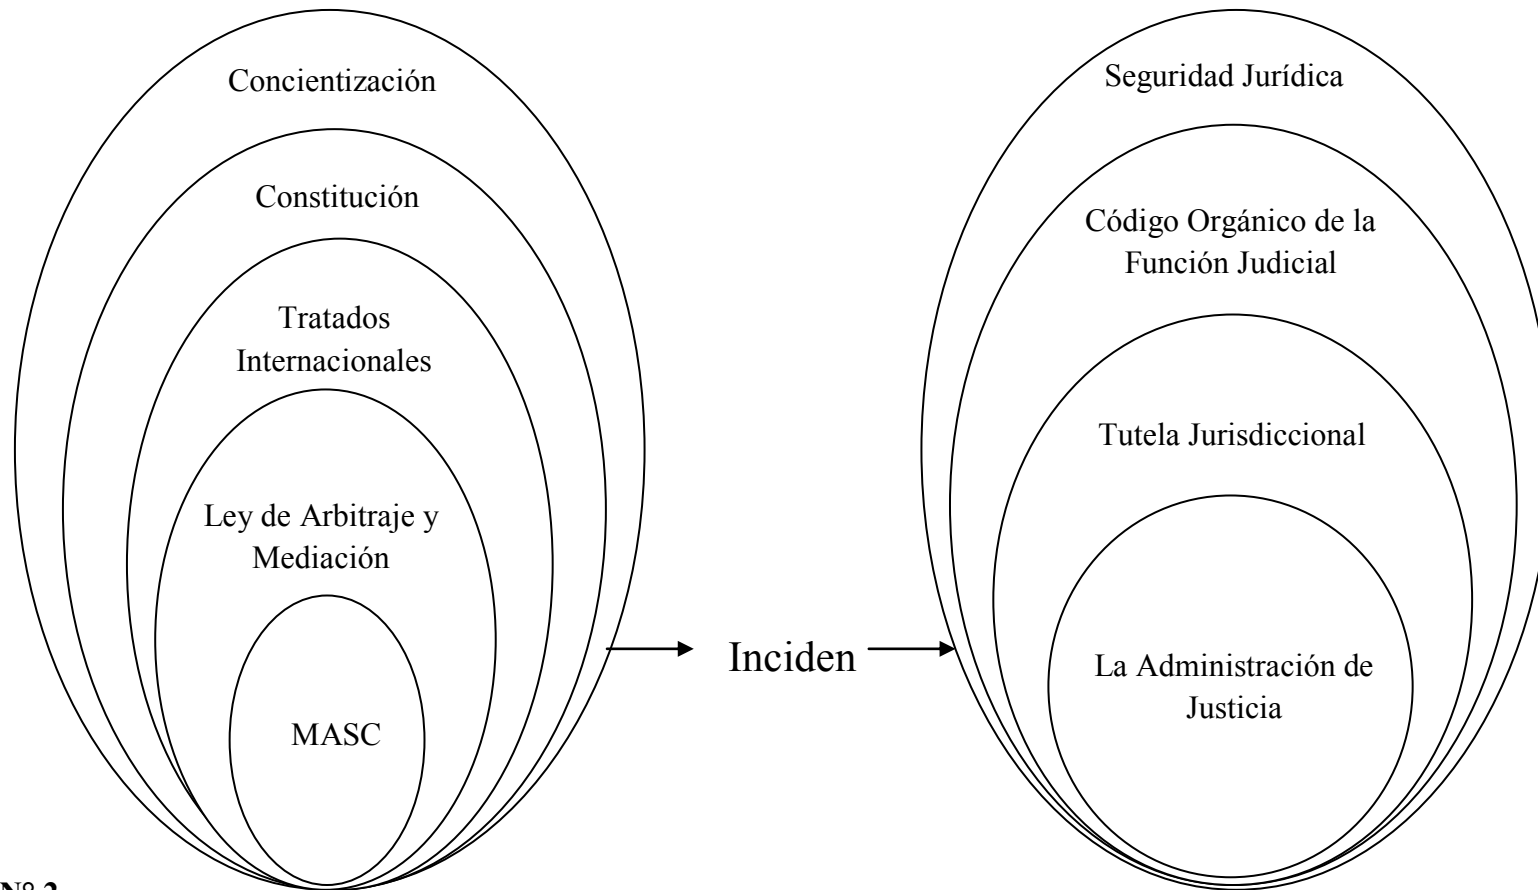 Concientización
Constitución
Tratados
Internacionales
Ley de Arbitraje y
Mediación
MASC
Inciden
Seguridad Jurídica
Código Orgánico de la
Función Judicial
Tutela Jurisdiccional
La Administración de
Justicia